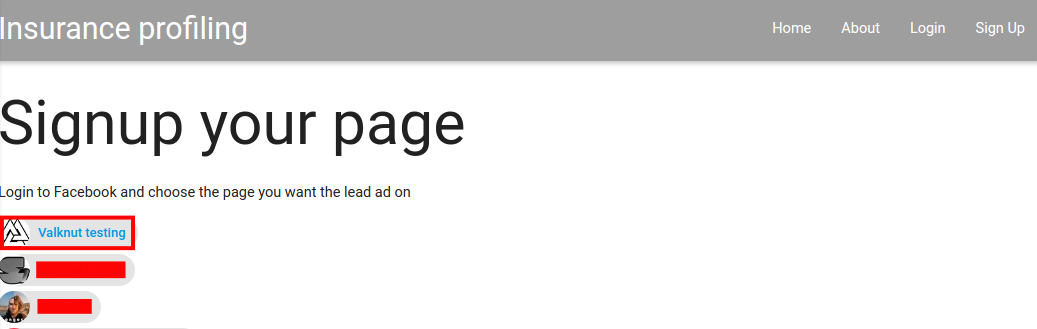 Insurance profiling
Home About Login Sign Up
Signup your page
Login to Facebook and choose the page you want the lead ad on
Valknut testing